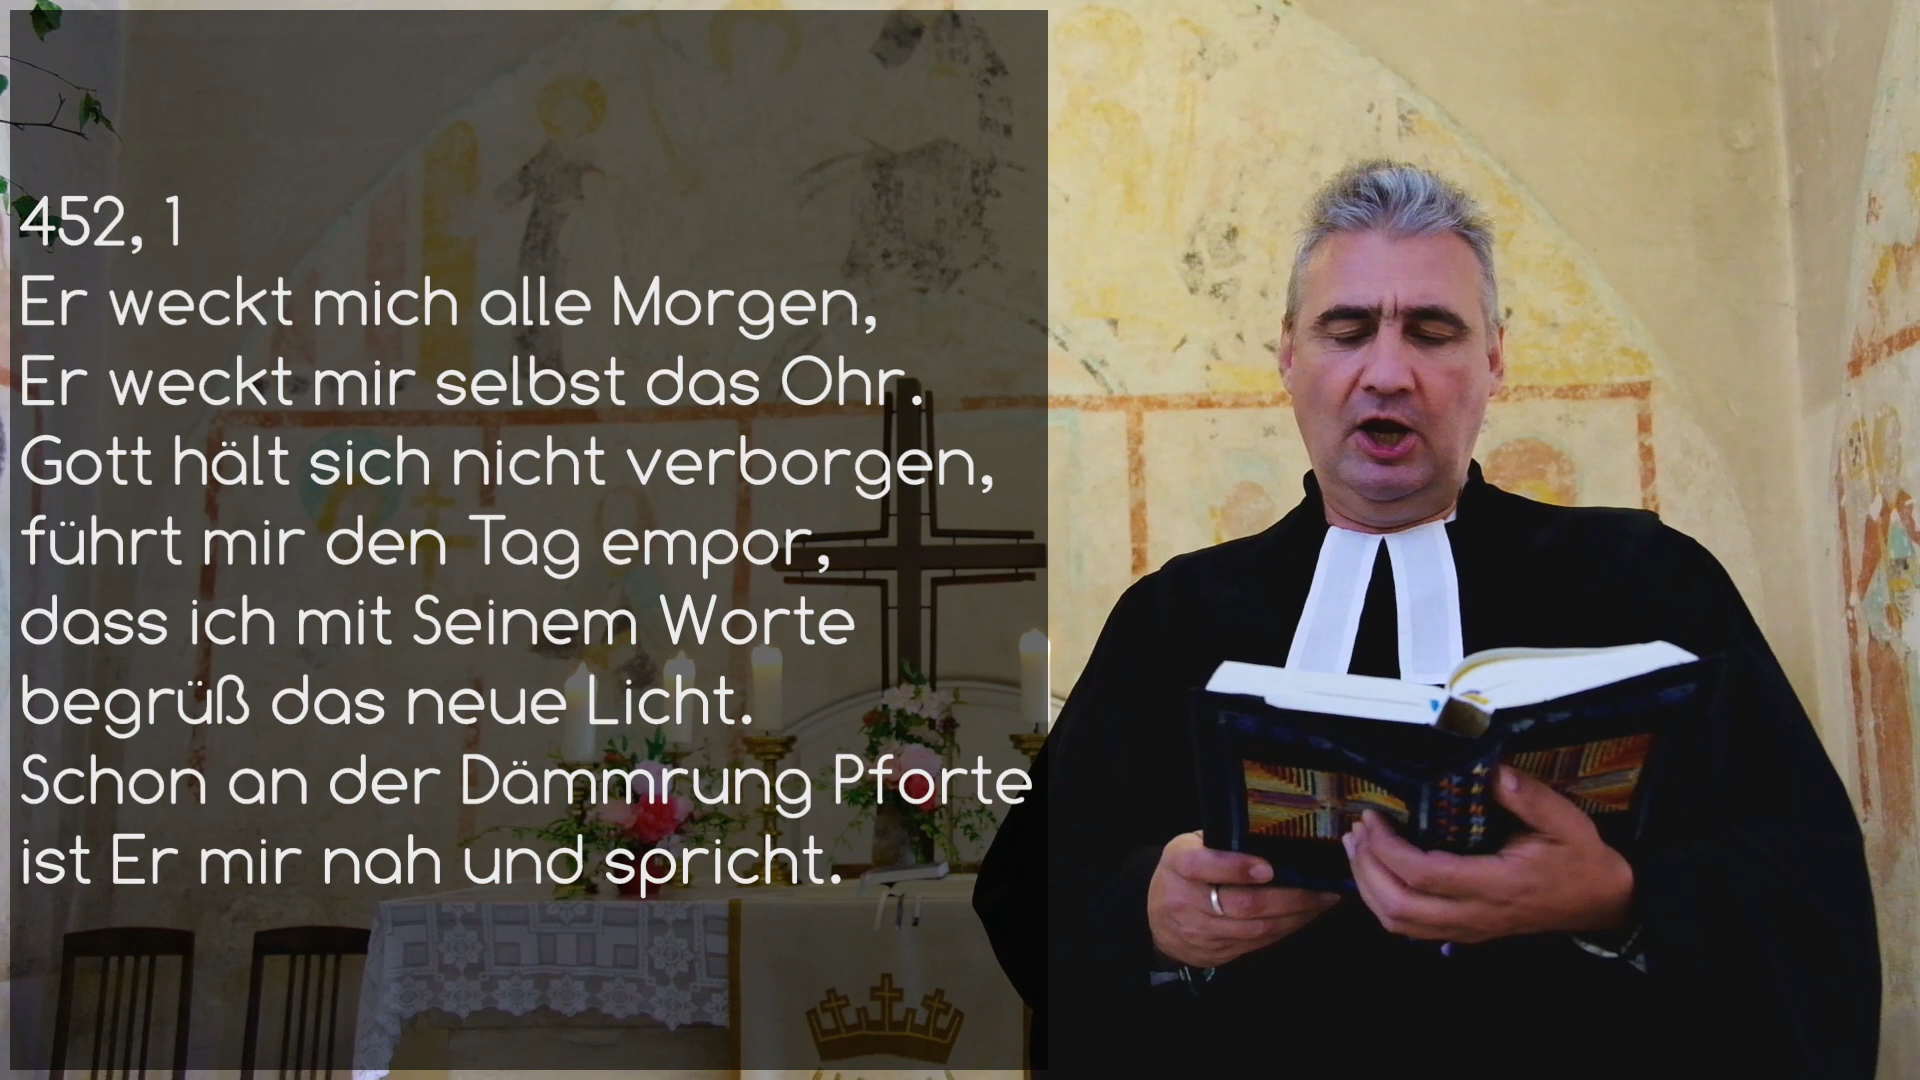 452, 1
Er weckt mich alle Morgen,
Er weckt mir selbst das Ohr.
Gott hält sich nicht verborgen,
führt mir den Tag empor,
dass ich mit Seinem Worte
begrüß das neue Licht.
Schon an der Dämmrung Pforte
ist Er mir nah und spricht.